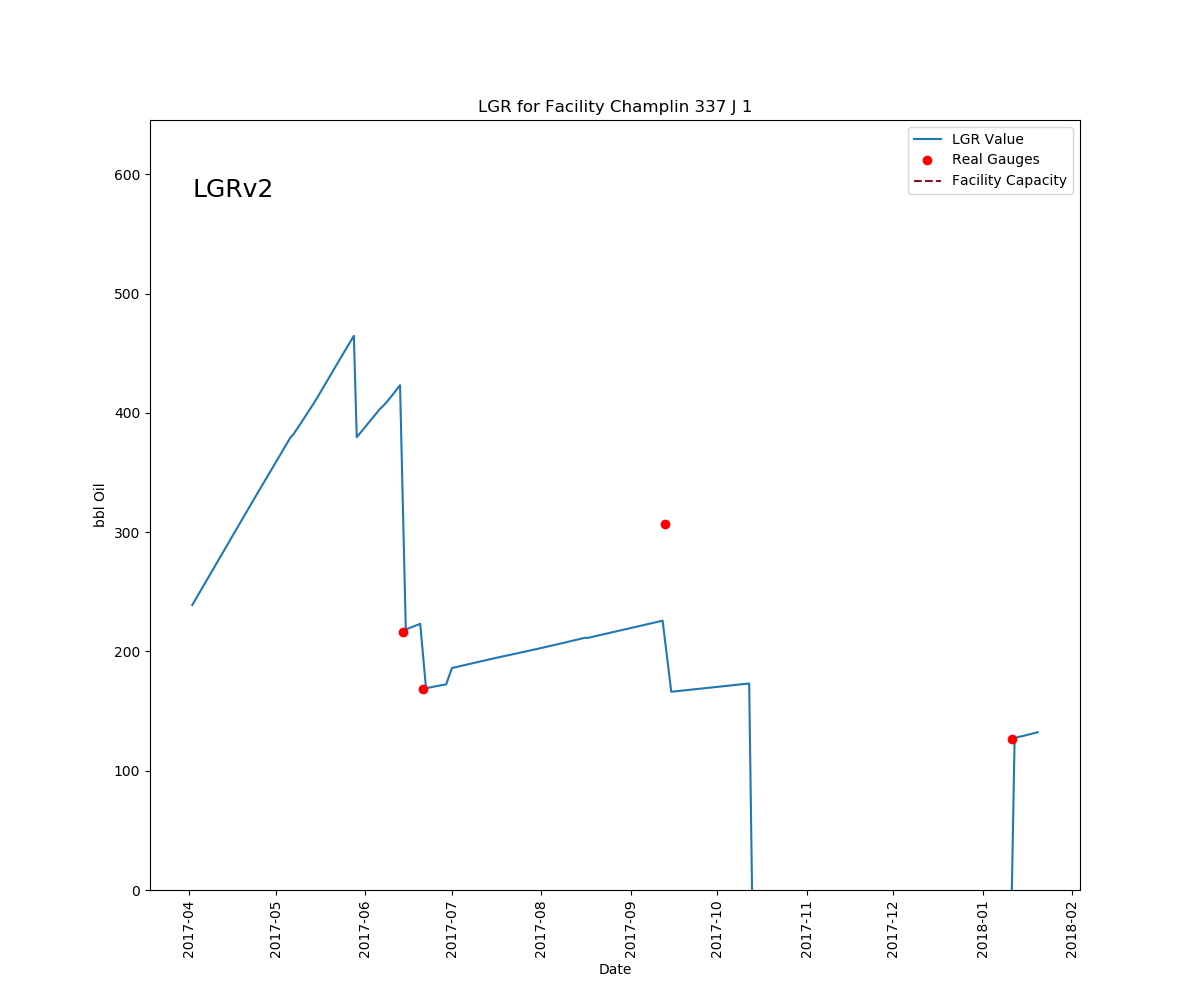 LGR for Facility Champlin 337 J 1
LGR Value
Real Gauges
Facility Capacity
LGRv2
600
500
400
300
200
100
0
bbl Oil
2017-04
2017-05
2017-06
2017-07
2017-08
2017-09
2017-10
2017-11
2017-12
2018-01
2018-02
Date